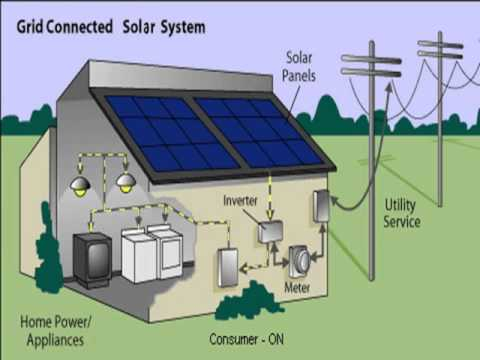 Grid Connected Solar System
Solar
Panels
Inverter
Utility
Service
Meter
Home Power/
Appliances
Consumer - ON